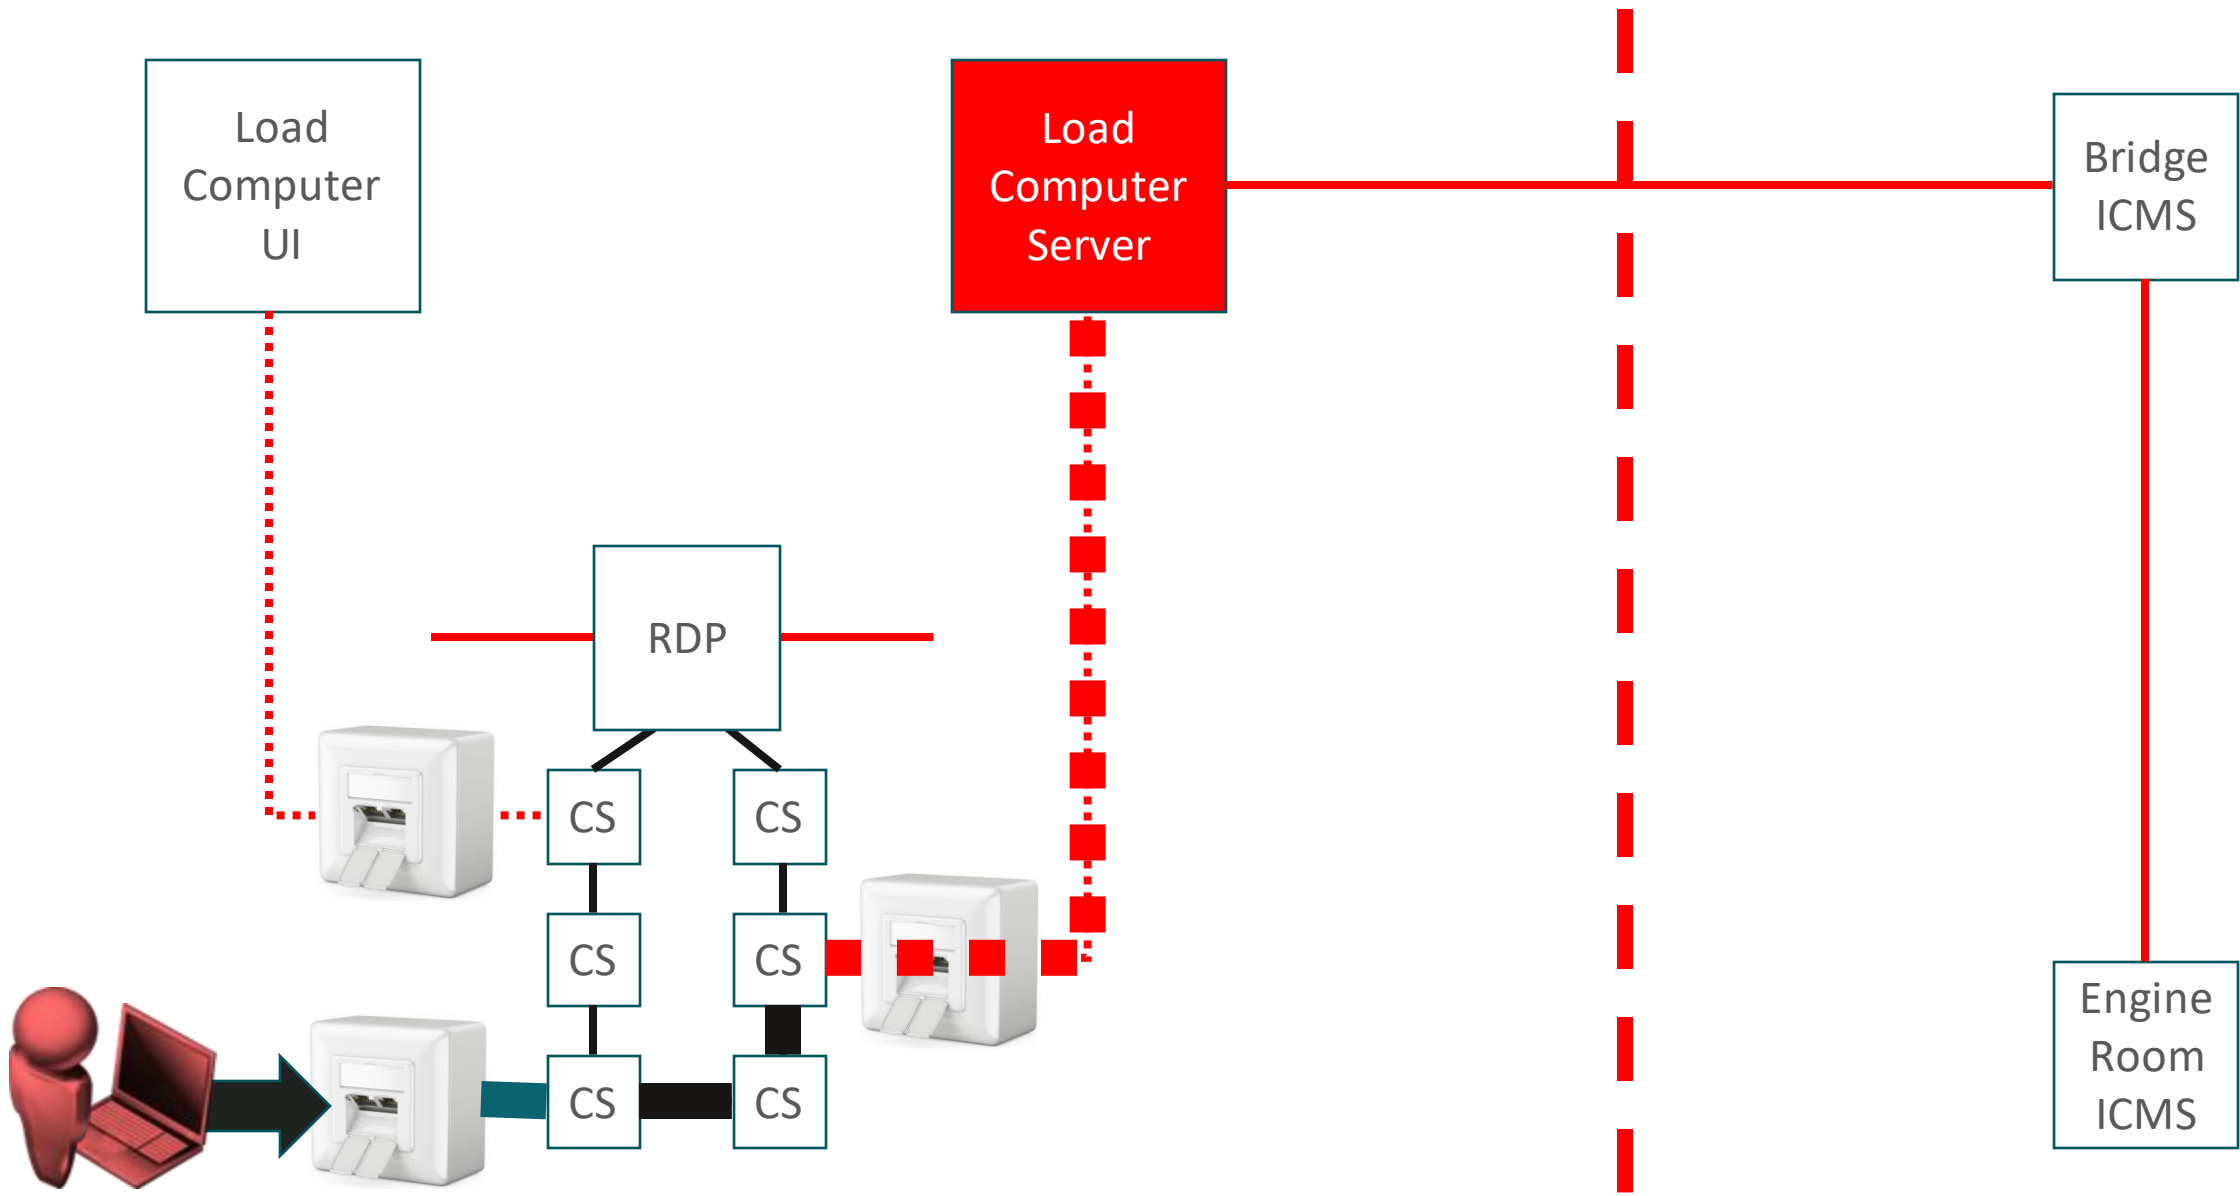 Load
Computer
UI
Load
Computer
Server
Bridge
ICMS
RDP
CS
CS
CS
CS
CS
CS
Engine
Room
ICMS